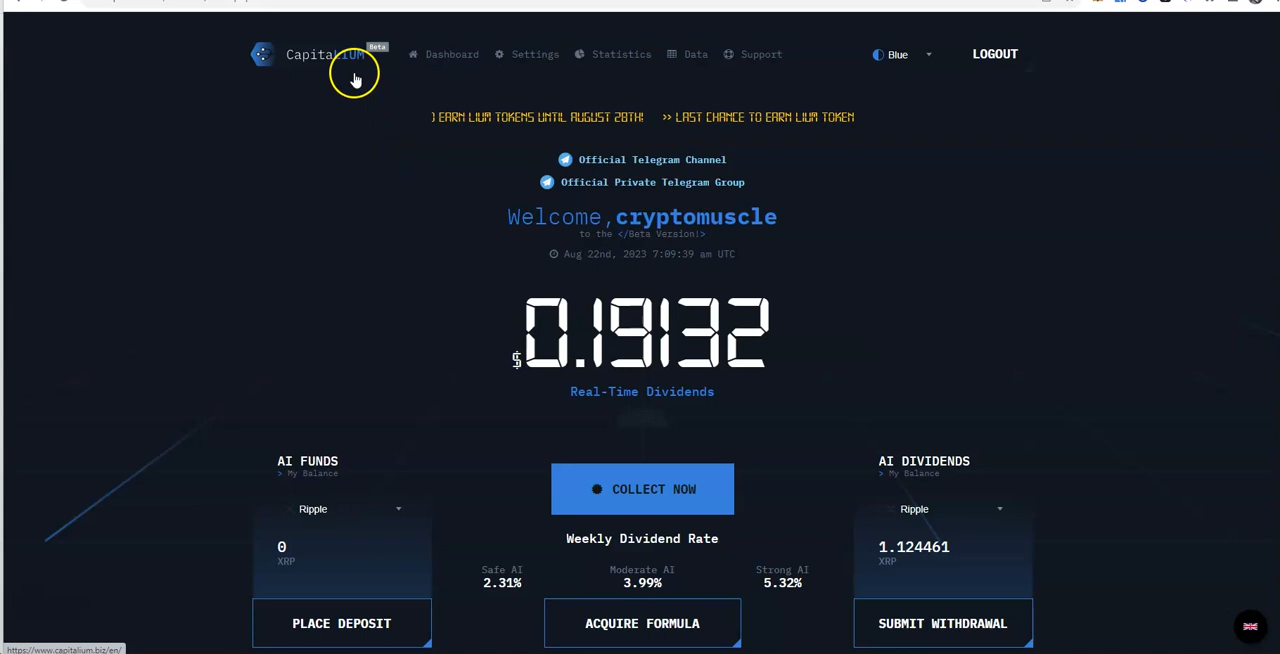 CapitalIUM Beta Dashboard Settings Statistics Data Support Blue LOGOUT
) EARN LIUM TOKENS UNTIL AUGUST 28TH! >> LAST CHANCE TO EARN LIUM TOKEN
Official Telegram Channel
Official Private Telegram Group
Welcome,cryptomuscle
to the </Beta Version!>
Aug 22nd, 2023 7:09:39 am UTC
$0.19132
Real-Time Dividends
AI FUNDS
> My Balance
Ripple
0
XRP
PLACE DEPOSIT
COLLECT NOW
Weekly Dividend Rate
Safe AI Moderate AI Strong AI
2.31% 3.99% 5.32%
ACQUIRE FORMULA
AI DIVIDENDS
> My Balance
Ripple
1.124461
XRP
SUBMIT WITHDRAWAL
https://www.capitalium.biz/en/